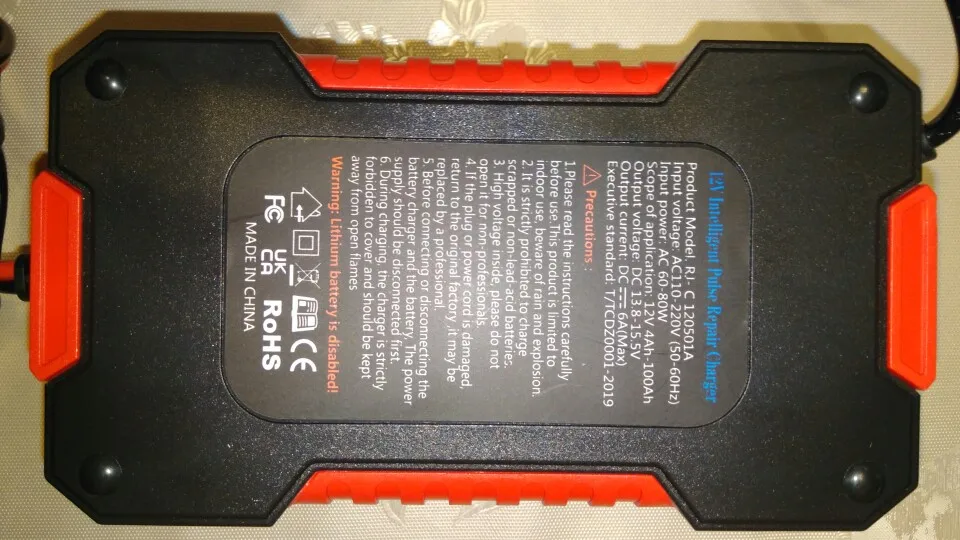 12V Intelligent Pulse Repair Charger
Product Model: RJ- C 120501A
Input voltage: AC110-220V (50-60Hz)
Input power: AC 60-80W
Scope of application: 12V 4Ah-100Ah
Output voltage: DC 13.8-15.5V
Output current: DC 6A(Max)
Executive standard: T/TCDZ0001-2019
Precautions :
1.Please read the instructions carefully
before use.This product is limited to
indoor use, beware of rain and explosion.
2. It is strictly prohibited to charge
scrapped or non-lead-acid batteries.
3. High voltage inside, please do not
open it for non-professionals.
4.If the plug or power cord is damaged,
return to the original factory ,it may be
replaced by a professional.
5. Before connecting or disconnecting the
battery charger and the battery, The power
supply should be disconnected first.
6. During charging, the charger is strictly
forbidden to cover and should be kept
away from open flames
Warning: Lithium battery is disabled!
CE
FC UK CA RoHS
MADE IN CHINA